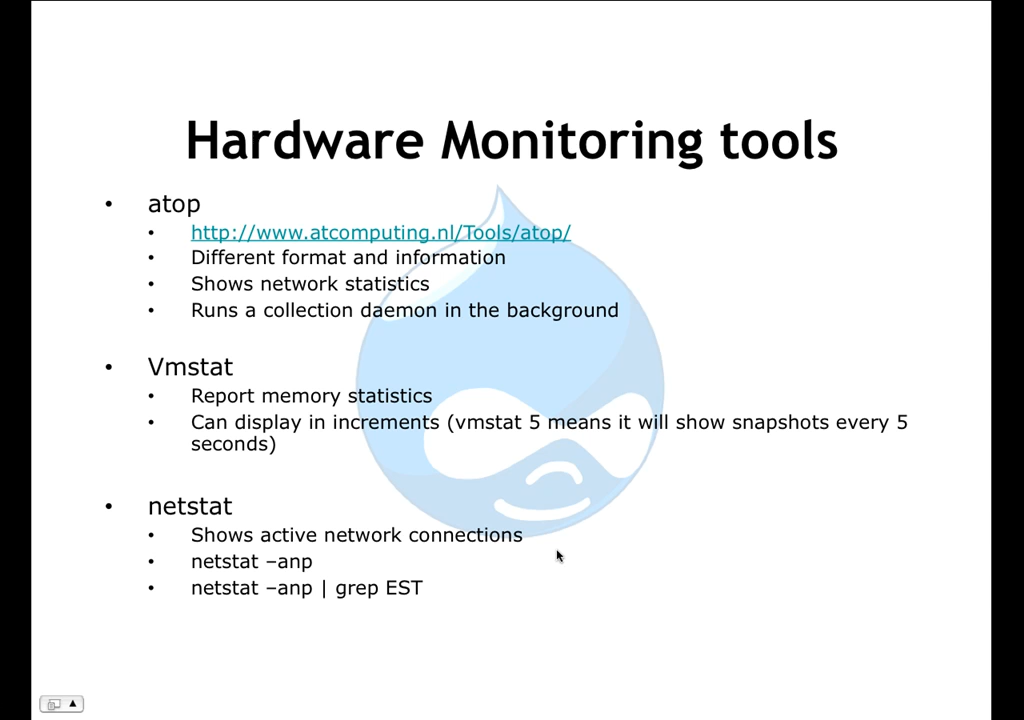 Hardware Monitoring tools
• atop
• http://www.atcomputing.nl/Tools/atop/
• Different format and information
• Shows network statistics
• Runs a collection daemon in the background
• Vmstat
• Report memory statistics
• Can display in increments (vmstat 5 means it will show snapshots every 5
seconds)
• netstat
• Shows active network connections
• netstat –anp
• netstat –anp | grep EST